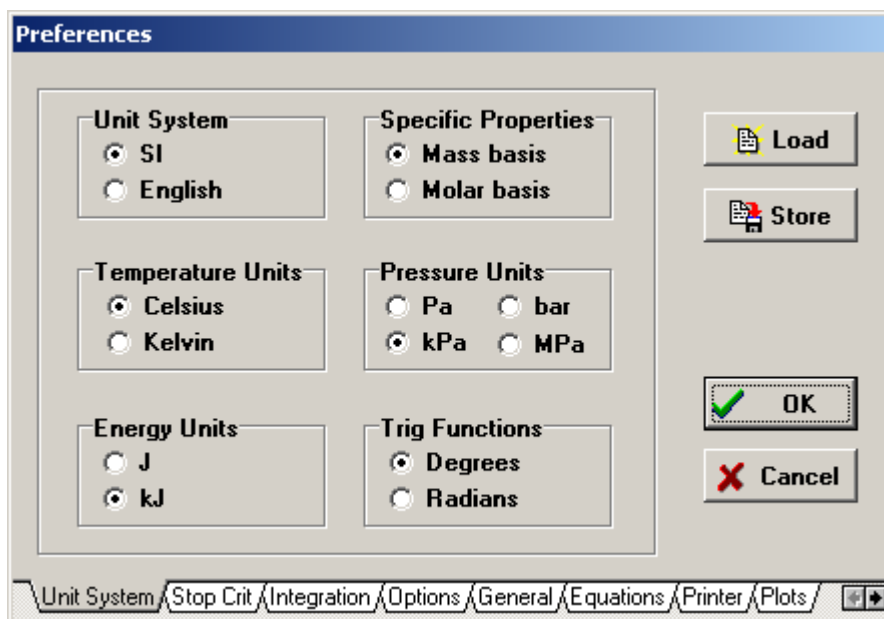 Preferences
Unit System
SI
English
Specific Properties
Mass basis
Molar basis
Temperature Units
Celsius
Kelvin
Pressure Units
Pa
bar
kPa
MPa
Energy Units
J
kJ
Trig Functions
Degrees
Radians
Load
Store
OK
Cancel
Unit System Stop Crit Integration Options General Equations Printer Plots